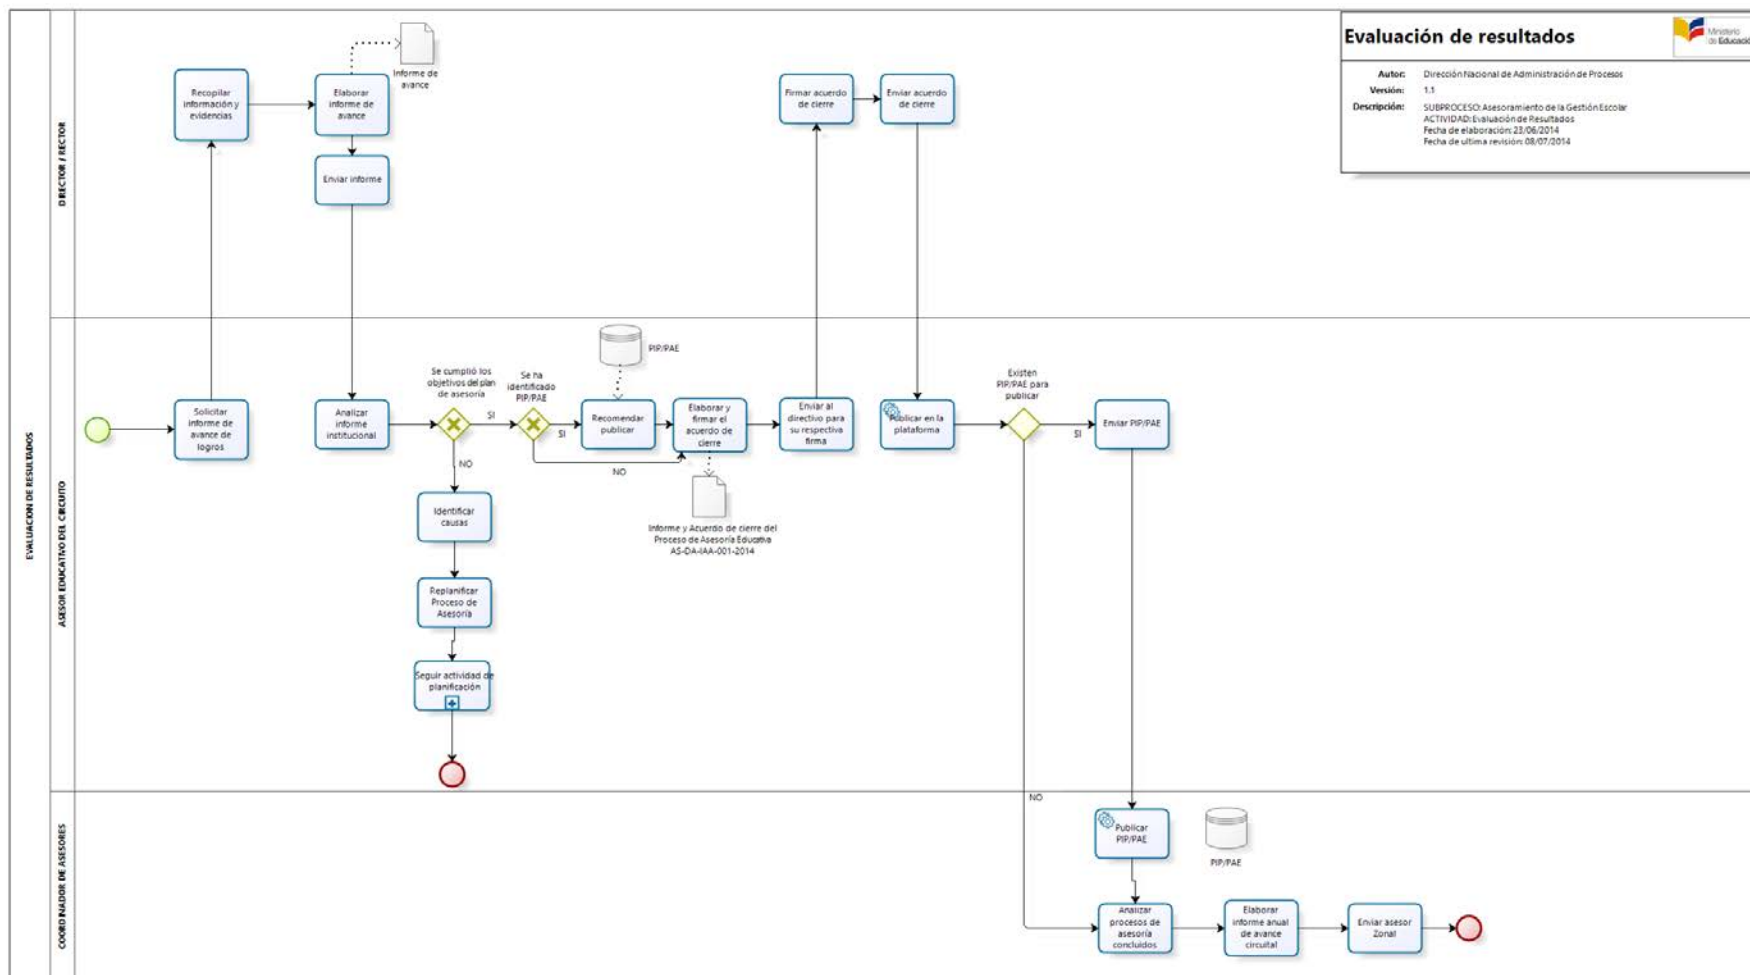 Evaluación de resultados
Ministerio
de Educación
Autor: Dirección Nacional de Administración de Procesos
Versión: 1.1
Descripción: SUBPROCESO: Asesoramiento de la Gestión Escolar
ACTIVIDAD: Evaluación de Resultados
Fecha de elaboración: 23/06/2014
Fecha de ultima revisión: 08/07/2014
EVALUACION DE RESULTADOS
DIRECTOR / RECTOR
Recopilar
información y
evidencias
Elaborar
informe de
avance
Informe de
avance
Enviar informe
Firmar acuerdo
de cierre
Enviar acuerdo
de cierre
ASESOR EDUCATIVO DEL CIRCUITO
Solicitar
informe de
avance de
logros
Analizar
informe
institucional
Se cumplió los
objetivos del plan
de asesoría
SI
NO
Se ha
identificado
PIP/PAE
SI
NO
PIP/PAE
Recomendar
publicar
Elaborar y
firmar el
acuerdo de
cierre
Informe y Acuerdo de cierre del
Proceso de Asesoría Educativa
AS-DA-IAA-001-2014
Enviar al
directivo para
su respectiva
firma
Publicar en la
plataforma
Existen
PIP/PAE para
publicar
SI
NO
Enviar PIP/PAE
Identificar
causas
Replanificar
Proceso de
Asesoría
Seguir actividad de
planificación
COORDINADOR DE ASESORES
Publicar
PIP/PAE
PIP/PAE
Analizar
procesos de
asesoría
concluidos
Elaborar
informe anual
de avance
circuital
Enviar asesor
Zonal